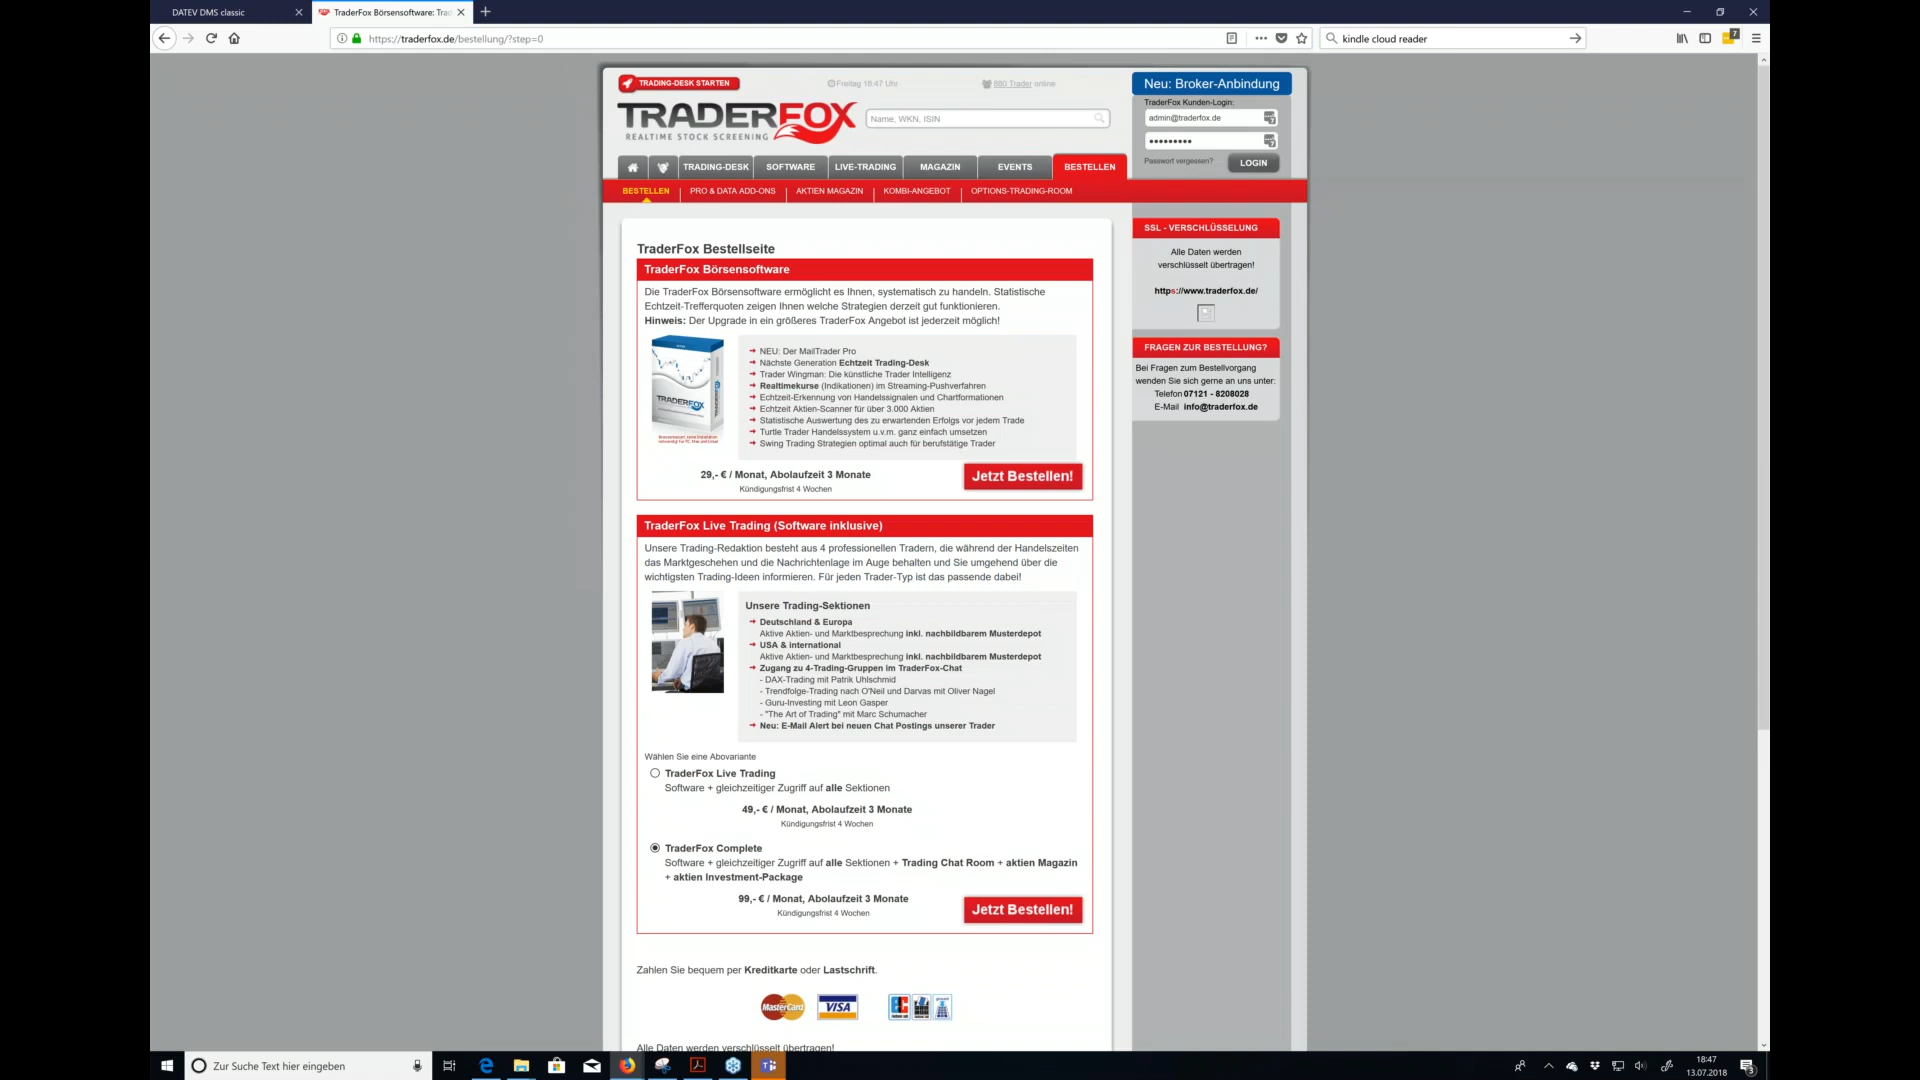 DATEV DMS classic
TraderFox Börsensoftware: Trad
https://traderfox.de/bestellung/?step=0
kindle cloud reader
7
TRADING-DESK STARTEN
Freitag 18:47 Uhr
880 Trader online
Neu: Broker-Anbindung
TRADERFOX
REALTIME STOCK SCREENING
Name, WKN, ISIN
TraderFox Kunden-Login:
admin@traderfox.de
•••••••••
Passwort vergessen?
LOGIN
TRADING-DESK
SOFTWARE
LIVE-TRADING
MAGAZIN
EVENTS
BESTELLEN
BESTELLEN
PRO & DATA ADD-ONS
AKTIEN MAGAZIN
KOMBI-ANGEBOT
OPTIONS-TRADING-ROOM
TraderFox Bestellseite
TraderFox Börsensoftware
Die TraderFox Börsensoftware ermöglicht es Ihnen, systematisch zu handeln. Statistische
Echtzeit-Trefferquoten zeigen Ihnen welche Strategien derzeit gut funktionieren.
Hinweis: Der Upgrade in ein größeres TraderFox Angebot ist jederzeit möglich!
TRADERFOX
NEU: Der MailTrader Pro
Nächste Generation Echtzeit Trading-Desk
Trader Wingman: Die künstliche Trader Intelligenz
Realtimekurse (Indikationen) im Streaming-Pushverfahren
Echtzeit-Erkennung von Handelssignalen und Chartformationen
Echtzeit Aktien-Scanner für über 3.000 Aktien
Statistische Auswertung des zu erwartenden Erfolgs vor jedem Trade
Turtle Trader Handelssystem u.v.m. ganz einfach umsetzen
Swing Trading Strategien optimal auch für berufstätige Trader
29,- € / Monat, Abolaufzeit 3 Monate
Kündigungsfrist 4 Wochen
Jetzt Bestellen!
TraderFox Live Trading (Software inklusive)
Unsere Trading-Redaktion besteht aus 4 professionellen Tradern, die während der Handelszeiten
das Marktgeschehen und die Nachrichtenlage im Auge behalten und Sie umgehend über die
wichtigsten Trading-Ideen informieren. Für jeden Trader-Typ ist das passende dabei!
Unsere Trading-Sektionen
Deutschland & Europa
Aktive Aktien- und Marktbesprechung inkl. nachbildbarem Musterdepot
USA & international
Aktive Aktien- und Marktbesprechung inkl. nachbildbarem Musterdepot
Zugang zu 4-Trading-Gruppen im TraderFox-Chat
- DAX-Trading mit Patrik Uhlschmid
- Trendfolge-Trading nach O'Neil und Darvas mit Oliver Nagel
- Guru-Investing mit Leon Gasper
- "The Art of Trading" mit Marc Schumacher
Neu: E-Mail Alert bei neuen Chat Postings unserer Trader
Wählen Sie eine Abovariante
TraderFox Live Trading
Software + gleichzeitiger Zugriff auf alle Sektionen
49,- € / Monat, Abolaufzeit 3 Monate
Kündigungsfrist 4 Wochen
TraderFox Complete
Software + gleichzeitiger Zugriff auf alle Sektionen + Trading Chat Room + aktien Magazin
+ aktien Investment-Package
99,- € / Monat, Abolaufzeit 3 Monate
Kündigungsfrist 4 Wochen
Jetzt Bestellen!
Zahlen Sie bequem per Kreditkarte oder Lastschrift.
MasterCard
VISA
EC
Alle Daten werden verschlüsselt übertragen!
SSL - VERSCHLÜSSELUNG
Alle Daten werden
verschlüsselt übertragen!
https://www.traderfox.de/
FRAGEN ZUR BESTELLUNG?
Bei Fragen zum Bestellvorgang
wenden Sie sich gerne an uns unter:
Telefon 07121 - 8208028
E-Mail info@traderfox.de
Zur Suche Text hier eingeben
18:47
13.07.2018
3